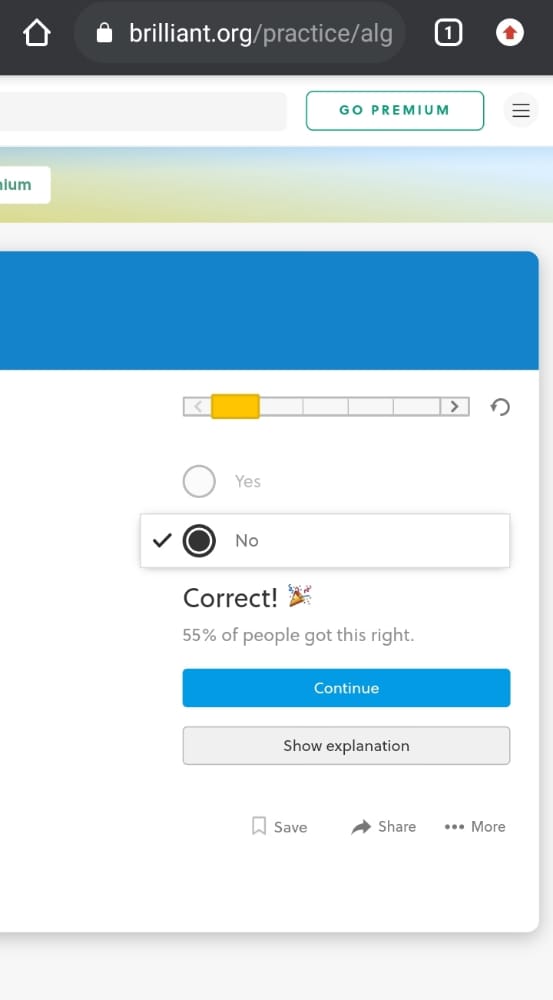 brilliant.org/practice/alg
1
GO PREMIUM
Yes
No
Correct! 🎉
55% of people got this right.
Continue
Show explanation
Save
Share
More